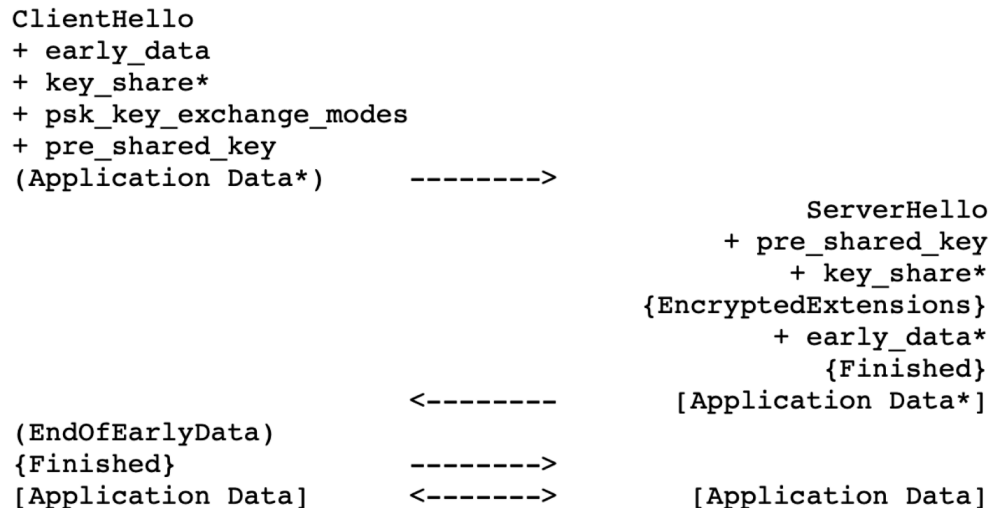 ClientHello
+ early_data
+ key_share*
+ psk_key_exchange_modes
+ pre_shared_key
(Application Data*) -------->
ServerHello
+ pre_shared_key
+ key_share*
{EncryptedExtensions}
+ early_data*
{Finished}
<-------- [Application Data*]
(EndOfEarlyData)
{Finished} -------->
[Application Data] <-------> [Application Data]